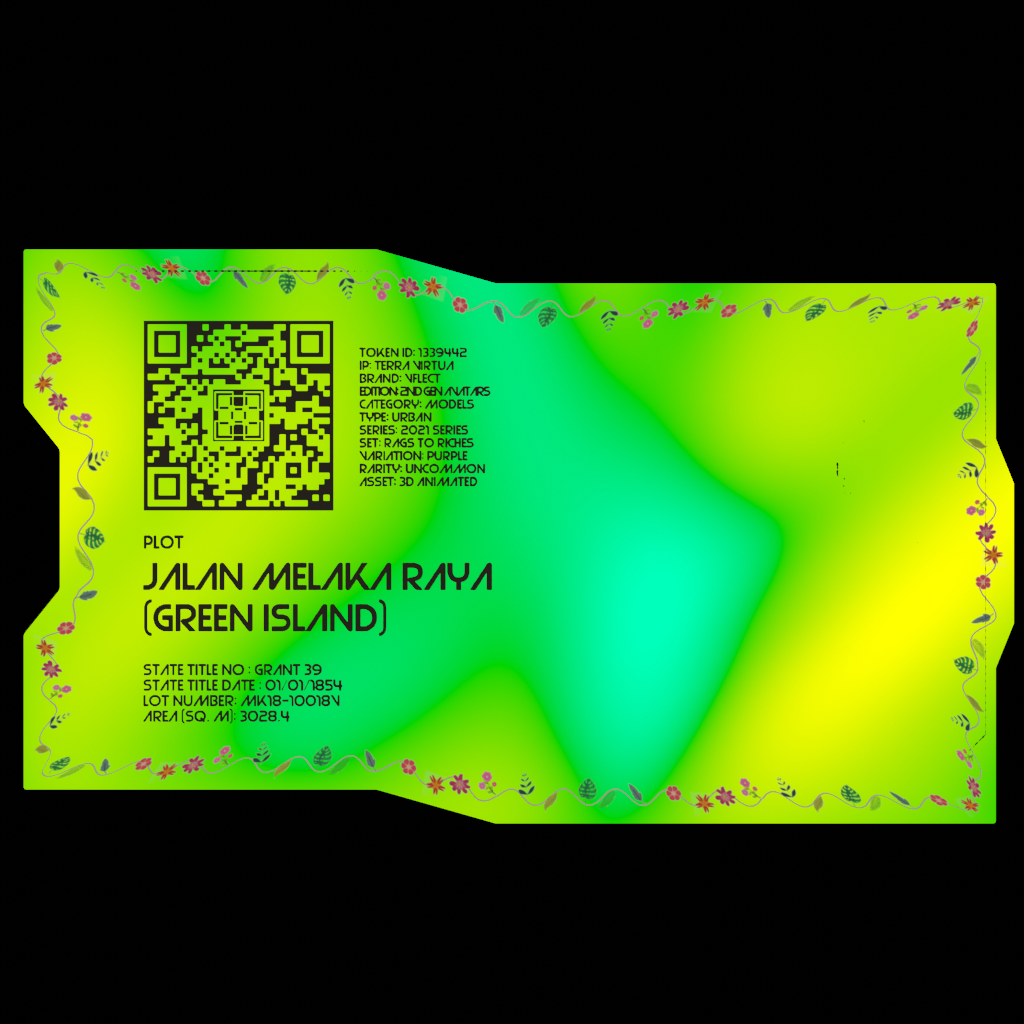 TOKEN ID: 1339442
IP: TERRA VIRTUA
BRAND: VFLECT
EDITION: 2ND GEN AVATARS
CATEGORY: MODELS
TYPE: URBAN
SERIES: 2021 SERIES
SET: RAGS TO RICHES
VARIATION: PURPLE
RARITY: UNCOMMON
ASSET: 3D ANIMATED
PLOT
JALAN MELAKA RAYA
(GREEN ISLAND)
STATE TITLE NO : GRANT 39
STATE TITLE DATE : 01/01/1854
LOT NUMBER: MK18-10018V
AREA (SQ. M): 3028.4